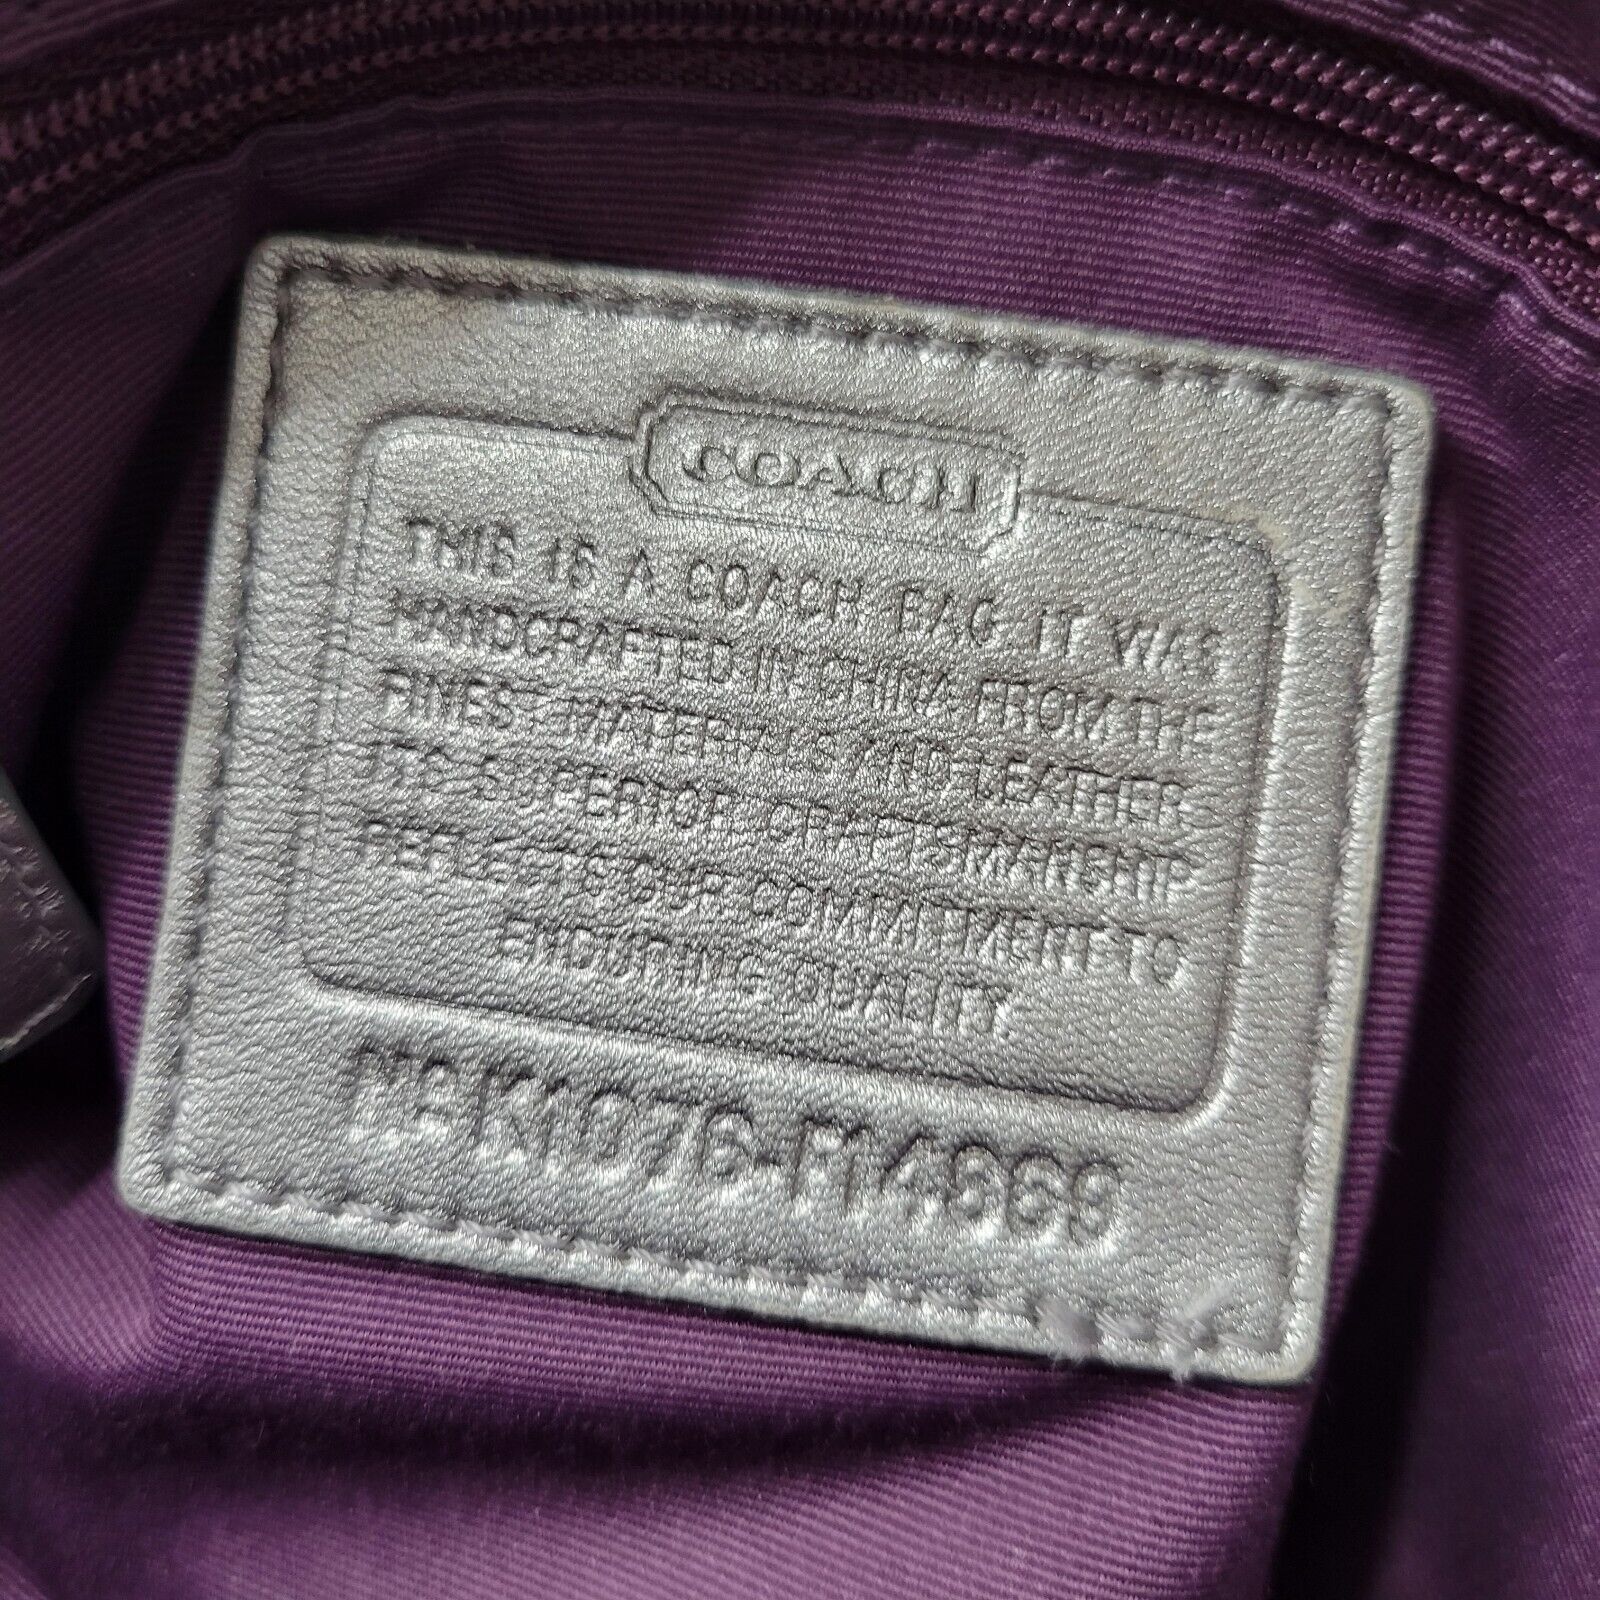 COACH
THIS IS A COACH BAG. IT WAS
HANDCRAFTED IN CHINA FROM THE
FINEST MATERIALS AND LEATHER.
ITS SUPERIOR CRAFTSMANSHIP
REFLECTS OUR COMMITMENT TO
ENDURING QUALITY.